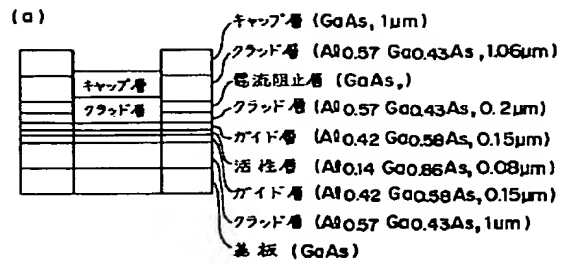 (a)
キャップ層 (GaAs, 1μm)
クラッド層 (Al0.57 Ga0.43As, 1.06μm)
電流阻止層 (GaAs,)
クラッド層 (Al0.57 Ga0.43As, 0.2μm)
ガイド層 (Al0.42 Ga0.58As, 0.15μm)
活性層 (Al0.14 Ga0.86As, 0.08μm)
ガイド層 (Al0.42 Ga0.58As, 0.15μm)
クラッド層 (Al0.57 Ga0.43As, 1μm)
基板 (GaAs)
キャップ層
クラッド層